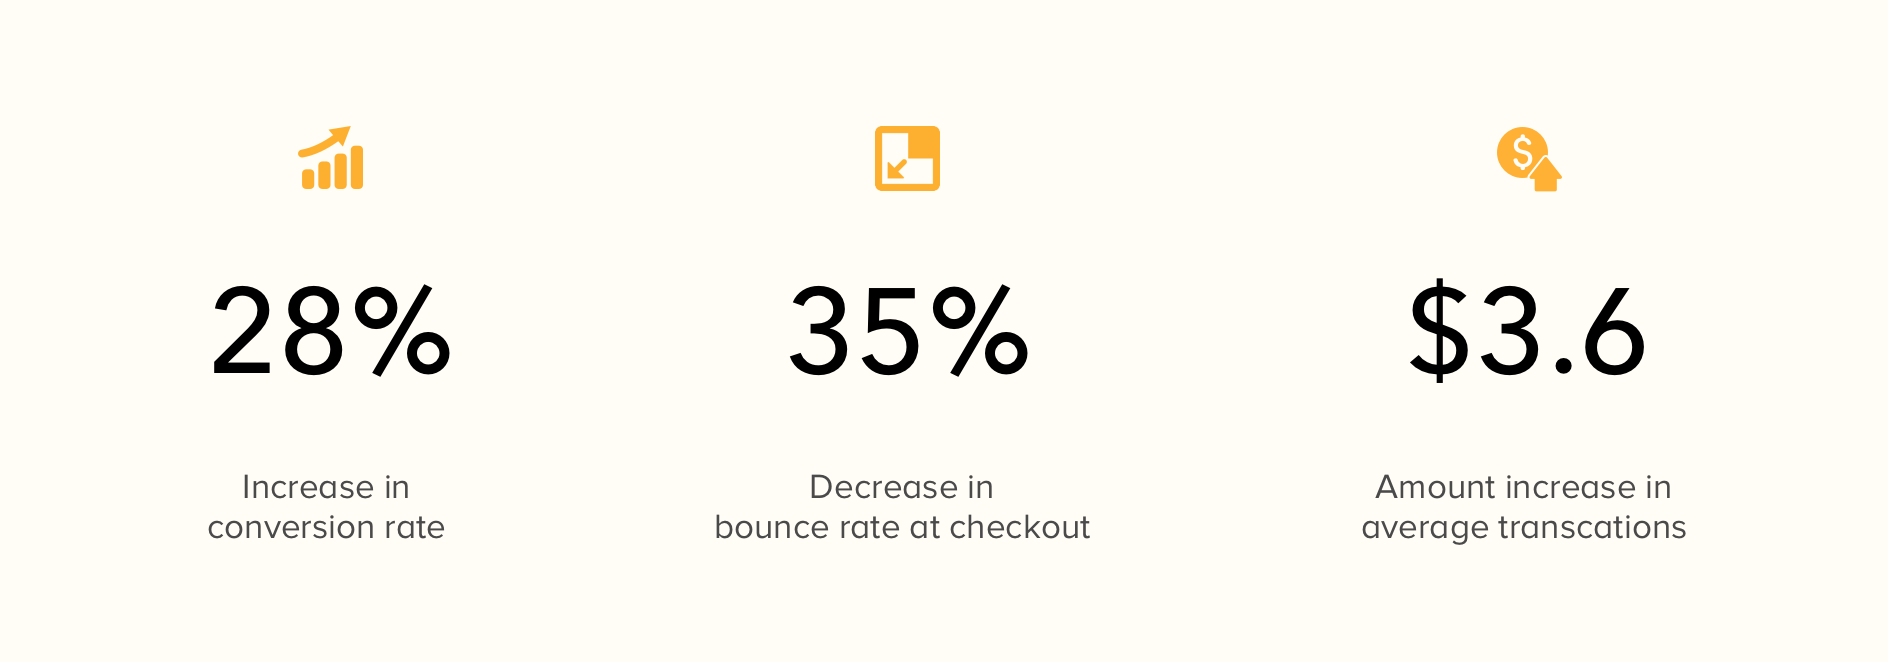 28%
Increase in
conversion rate
35%
Decrease in
bounce rate at checkout
$3.6
Amount increase in
average transcations